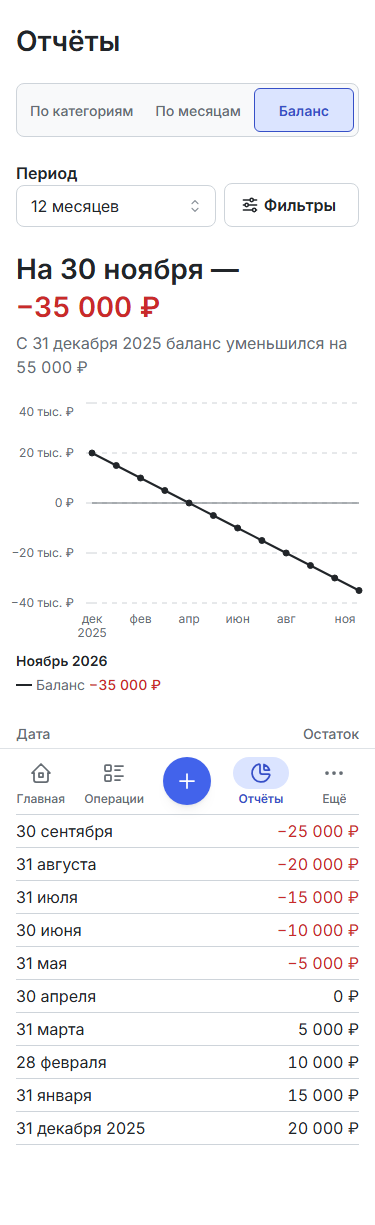 Отчёты
По категориям По месяцам Баланс
Период
12 месяцев Фильтры
На 30 ноября —
−35 000 ₽
С 31 декабря 2025 баланс уменьшился на
55 000 ₽
40 тыс. ₽
20 тыс. ₽
0 ₽
−20 тыс. ₽
−40 тыс. ₽
дек фев апр июн авг ноя
2025
Ноябрь 2026
Баланс −35 000 ₽
Дата Остаток
Главная Операции Отчёты Ещё
30 сентября −25 000 ₽
31 августа −20 000 ₽
31 июля −15 000 ₽
30 июня −10 000 ₽
31 мая −5 000 ₽
30 апреля 0 ₽
31 марта 5 000 ₽
28 февраля 10 000 ₽
31 января 15 000 ₽
31 декабря 2025 20 000 ₽